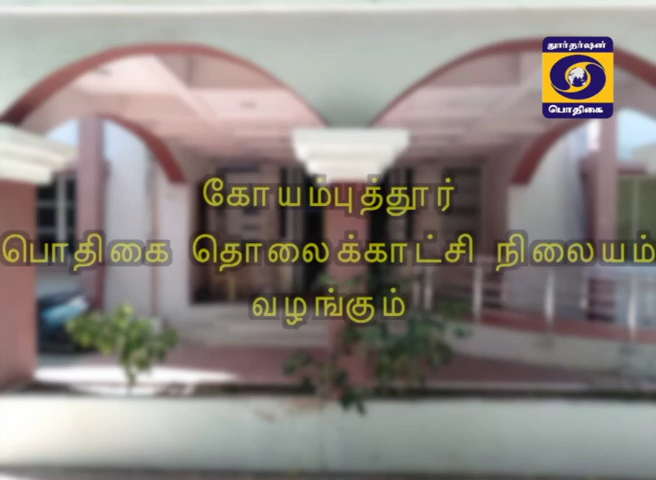 தூர்தர்ஷன்
பொதிகை
கோயம்புத்தூர்
பொதிகை தொலைக்காட்சி நிலையம்
வழங்கும்